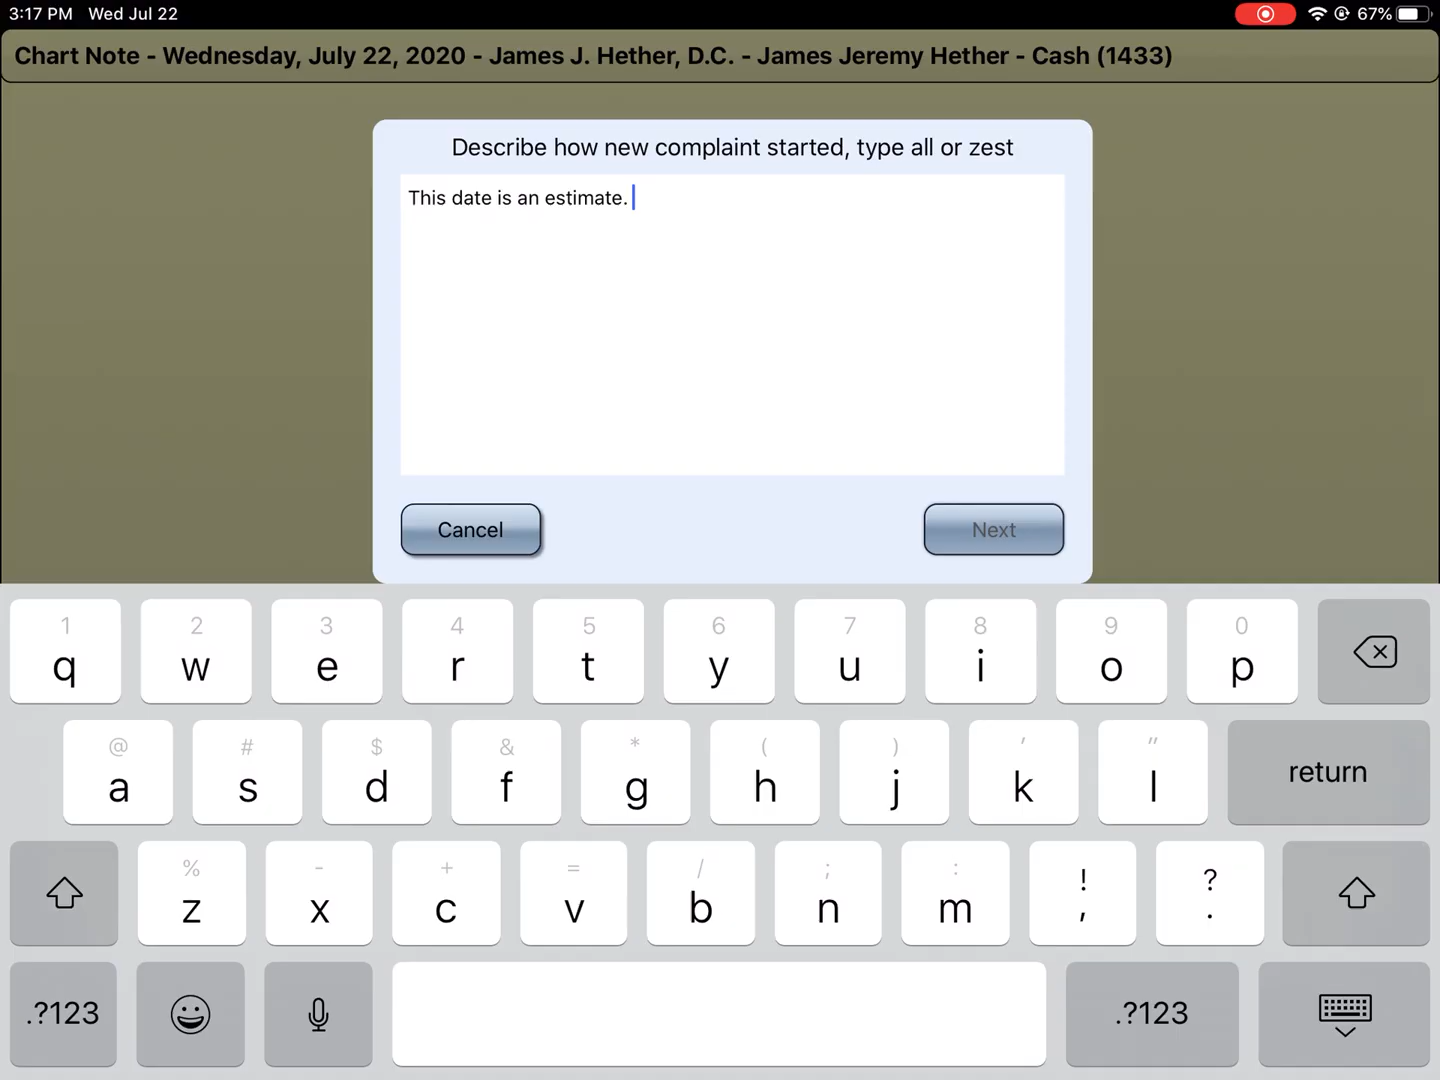 3:17 PM Wed Jul 22 67%
Chart Note - Wednesday, July 22, 2020 - James J. Hether, D.C. - James Jeremy Hether - Cash (1433)
Describe how new complaint started, type all or zest
This date is an estimate.
Cancel Next
1 2 3 4 5 6 7 8 9 0
q w e r t y u i o p
@ # $ & * ( ) ' "
a s d f g h j k l return
% - + = / ; : ! ?
z x c v b n m , .
.?123 .?123